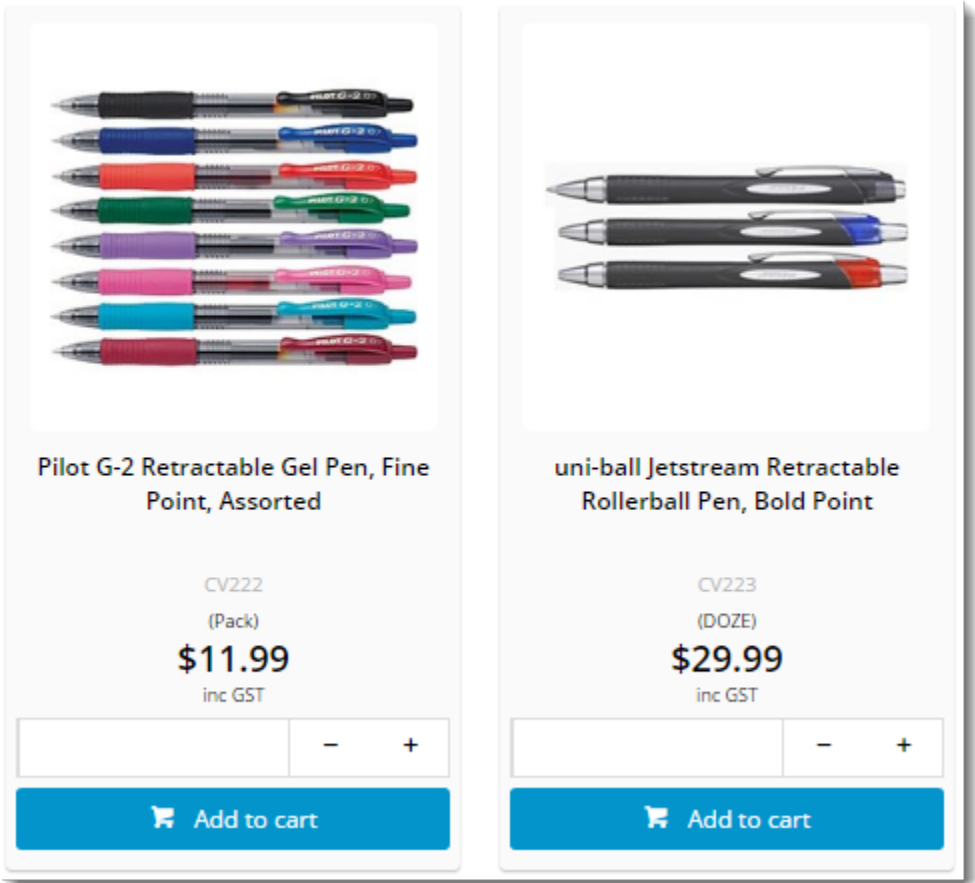 Pilot G-2 Retractable Gel Pen, Fine
Point, Assorted
CV222
(Pack)
$11.99
inc GST
− +
Add to cart
uni-ball Jetstream Retractable
Rollerball Pen, Bold Point
CV223
(DOZE)
$29.99
inc GST
− +
Add to cart